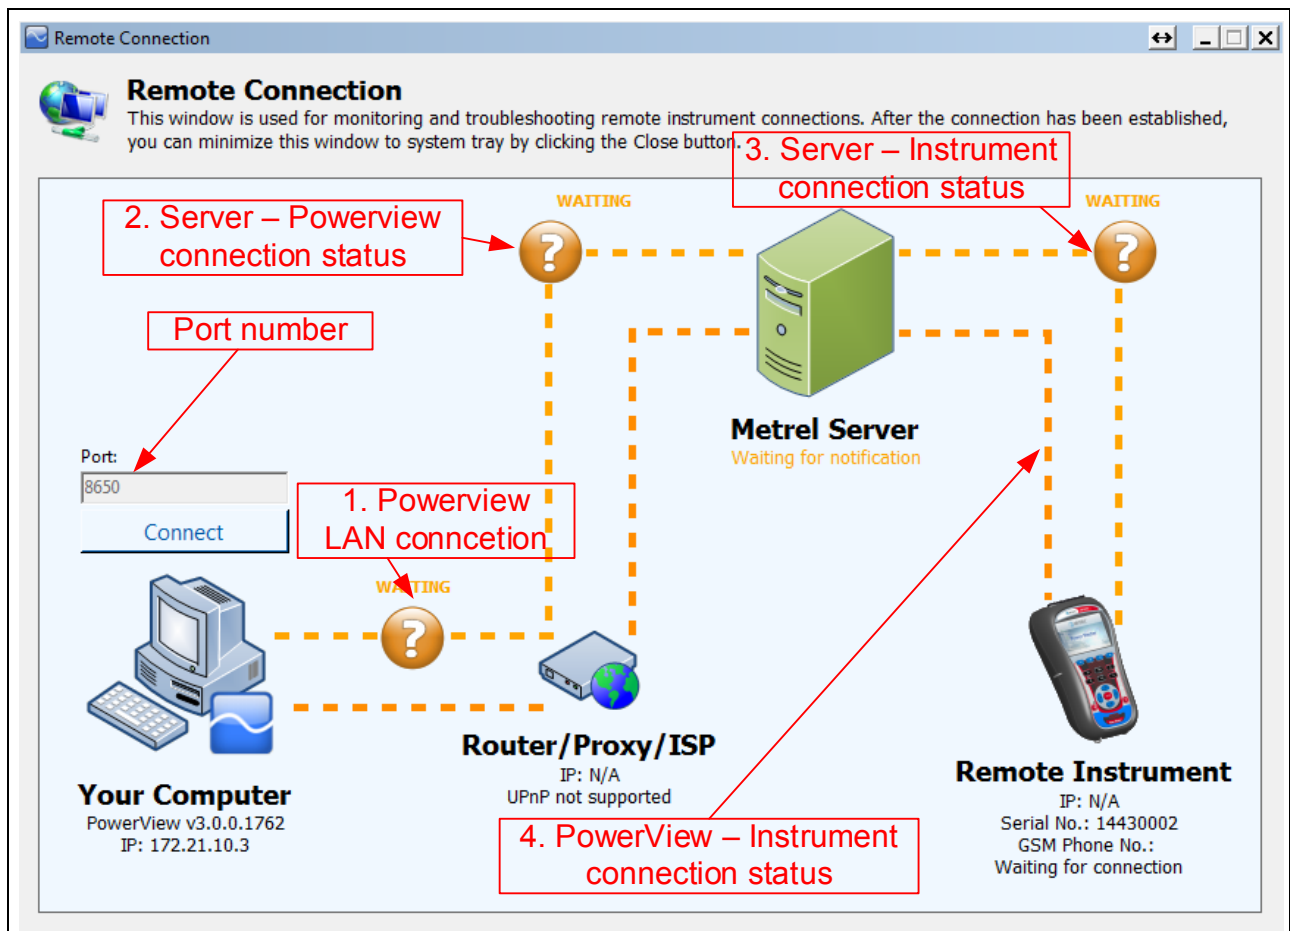 Remote Connection
Remote Connection
This window is used for monitoring and troubleshooting remote instrument connections. After the connection has been established,
you can minimize this window to system tray by clicking the Close button.
3. Server – Instrument
connection status
2. Server – Powerview
connection status
WAITING
WAITING
Port number
Metrel Server
Waiting for notification
Port:
8650
Connect
1. Powerview
LAN conncetion
WAITING
Router/Proxy/ISP
IP: N/A
UPnP not supported
Your Computer
PowerView v3.0.0.1762
IP: 172.21.10.3
4. PowerView – Instrument
connection status
Remote Instrument
IP: N/A
Serial No.: 14430002
GSM Phone No.:
Waiting for connection